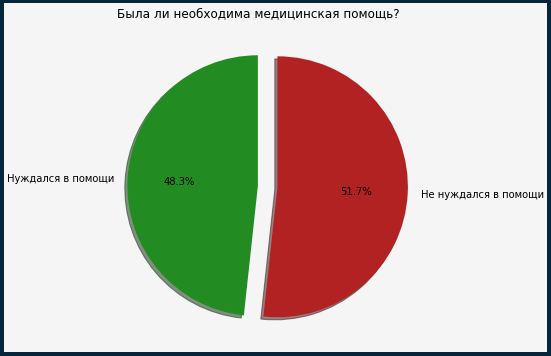 Была ли необходима медицинская помощь?
Нуждался в помощи
48.3%
51.7%
Не нуждался в помощи